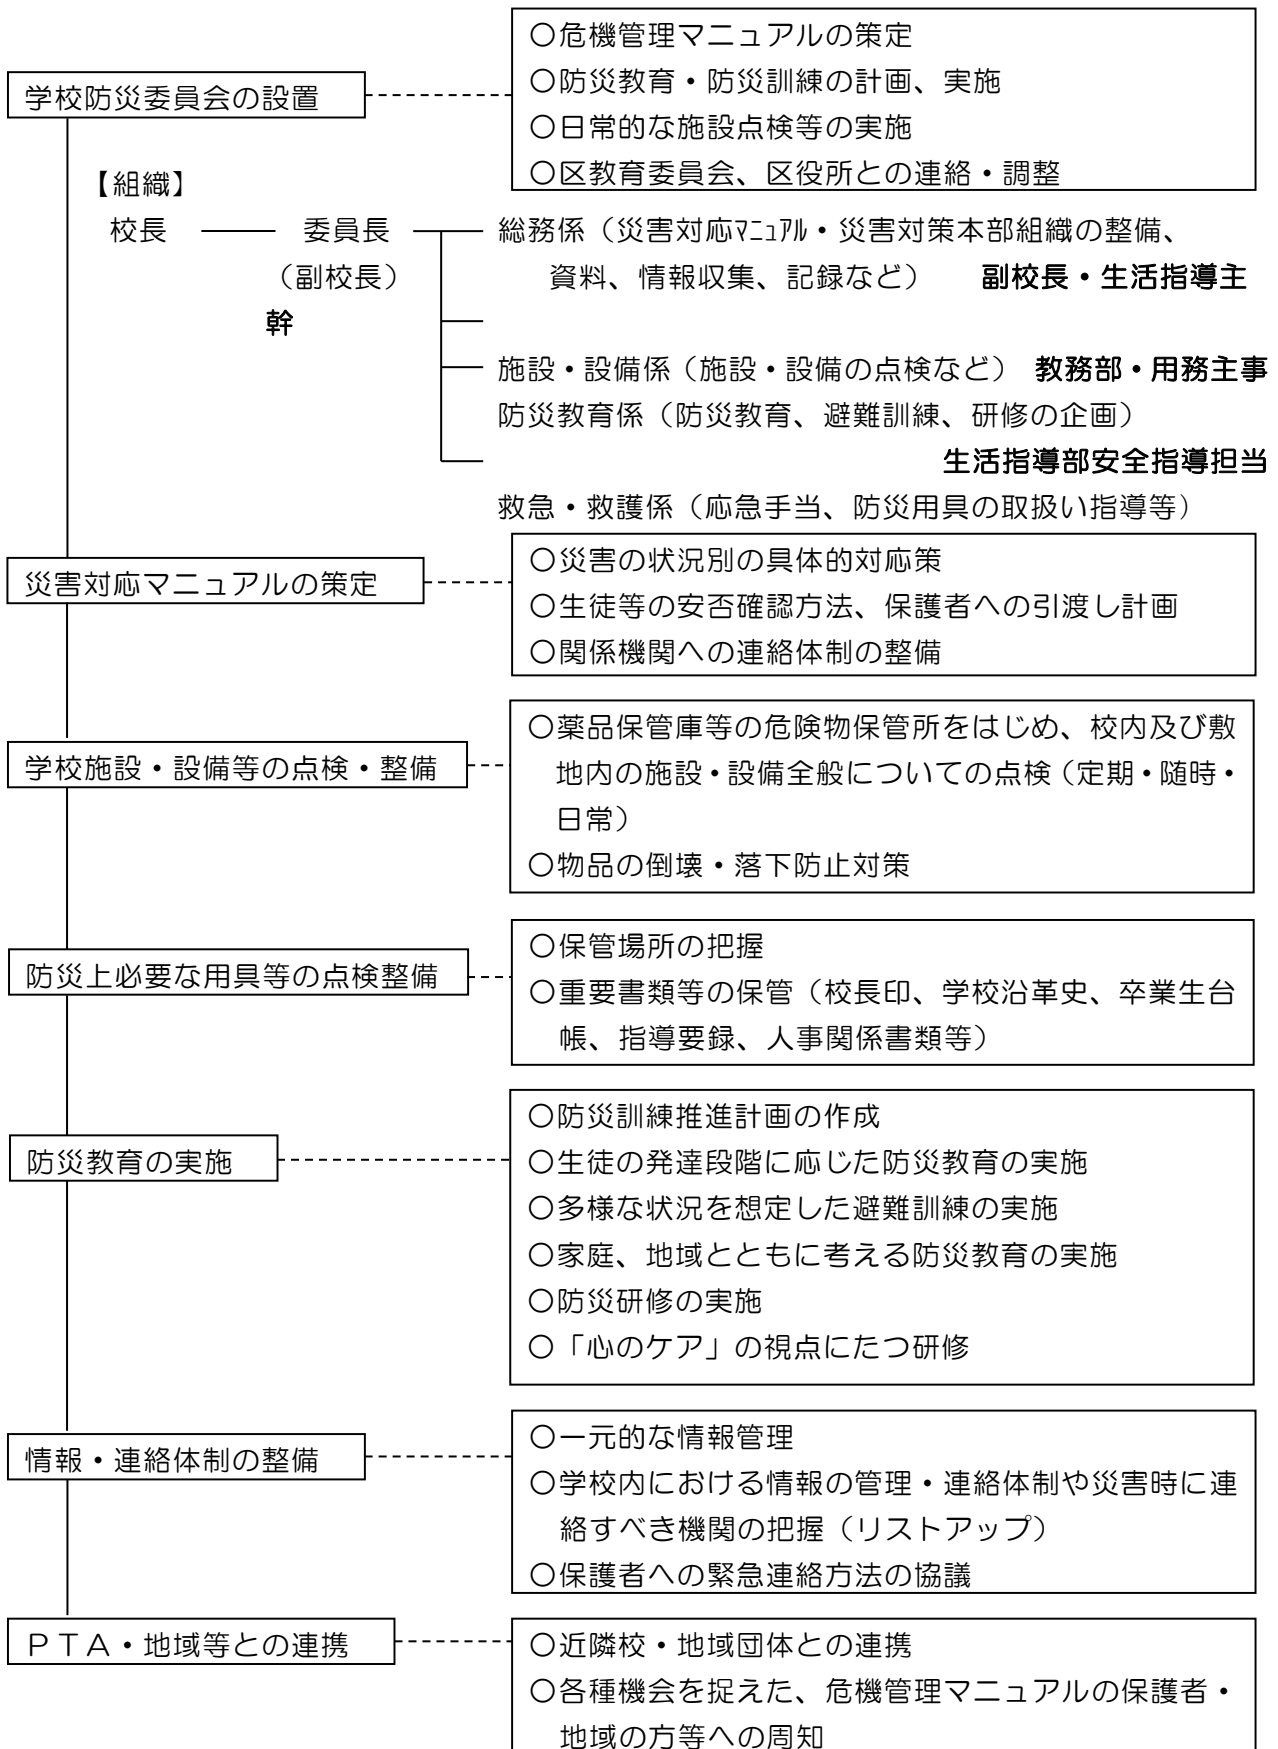 学校防災委員会の設置
〇危機管理マニュアルの策定
〇防災教育・防災訓練の計画、実施
〇日常的な施設点検等の実施
〇区教育委員会、区役所との連絡・調整
【組織】
校長 委員長 総務係（災害対応ﾏﾆｭｱﾙ・災害対策本部組織の整備、
（副校長） 資料、情報収集、記録など） 副校長・生活指導主
幹
施設・設備係（施設・設備の点検など） 教務部・用務主事
防災教育係（防災教育、避難訓練、研修の企画）
生活指導部安全指導担当
救急・救護係（応急手当、防災用具の取扱い指導等）
災害対応マニュアルの策定
〇災害の状況別の具体的対応策
〇生徒等の安否確認方法、保護者への引渡し計画
〇関係機関への連絡体制の整備
学校施設・設備等の点検・整備
〇薬品保管庫等の危険物保管所をはじめ、校内及び敷
地内の施設・設備全般についての点検（定期・随時・
日常）
〇物品の倒壊・落下防止対策
防災上必要な用具等の点検整備
〇保管場所の把握
〇重要書類等の保管（校長印、学校沿革史、卒業生台
帳、指導要録、人事関係書類等）
防災教育の実施
〇防災訓練推進計画の作成
〇生徒の発達段階に応じた防災教育の実施
〇多様な状況を想定した避難訓練の実施
〇家庭、地域とともに考える防災教育の実施
〇防災研修の実施
〇「心のケア」の視点にたつ研修
情報・連絡体制の整備
〇一元的な情報管理
〇学校内における情報の管理・連絡体制や災害時に連
絡すべき機関の把握（リストアップ）
〇保護者への緊急連絡方法の協議
ＰＴＡ・地域等との連携
〇近隣校・地域団体との連携
〇各種機会を捉えた、危機管理マニュアルの保護者・
地域の方等への周知